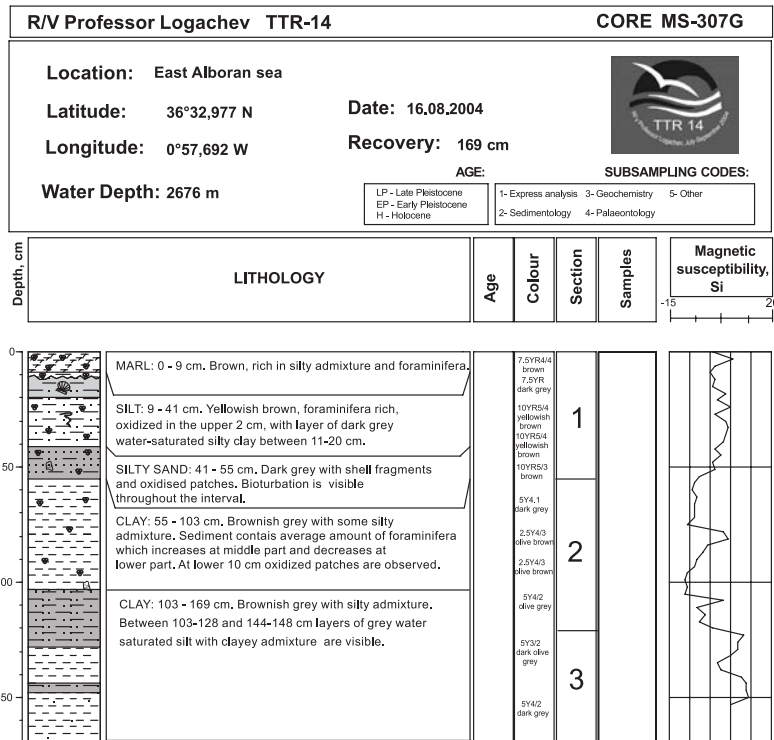 R/V Professor Logachev TTR-14
CORE MS-307G
Location: East Alboran sea
Latitude: 36°32,977 N
Date: 16.08.2004
Longitude: 0°57,692 W
Recovery: 169 cm
Water Depth: 2676 m
TTR 14
R/V Professor Logachev, July September 2004
AGE:
LP - Late Pleistocene
EP - Early Pleistocene
H - Holocene
SUBSAMPLING CODES:
1- Express analysis 3- Geochemistry 5- Other
2- Sedimentology 4- Palaeontology
Depth, cm
LITHOLOGY
Age
Colour
Section
Samples
Magnetic
susceptibility,
Si
-15 20
0
50
00
50
MARL: 0 - 9 cm. Brown, rich in silty admixture and foraminifera.
SILT: 9 - 41 cm. Yellowish brown, foraminifera rich,
oxidized in the upper 2 cm, with layer of dark grey
water-saturated silty clay between 11-20 cm.
SILTY SAND: 41 - 55 cm. Dark grey with shell fragments
and oxidised patches. Bioturbation is visible
throughout the interval.
CLAY: 55 - 103 cm. Brownish grey with some silty
admixture. Sediment contais average amount of foraminifera
which increases at middle part and decreases at
lower part. At lower 10 cm oxidized patches are observed.
CLAY: 103 - 169 cm. Brownish grey with silty admixture.
Between 103-128 and 144-148 cm layers of grey water
saturated silt with clayey admixture are visible.
7.5YR4/4
brown
7.5YR
dark grey
10YR5/4
yellowish
brown
10YR5/4
yellowish
brown
10YR5/3
brown
5Y4.1
dark grey
2.5Y4/3
olive brown
2.5Y4/3
olive brown
5Y4/2
olive grey
5Y3/2
dark olive
grey
5Y4/2
dark grey
1
2
3